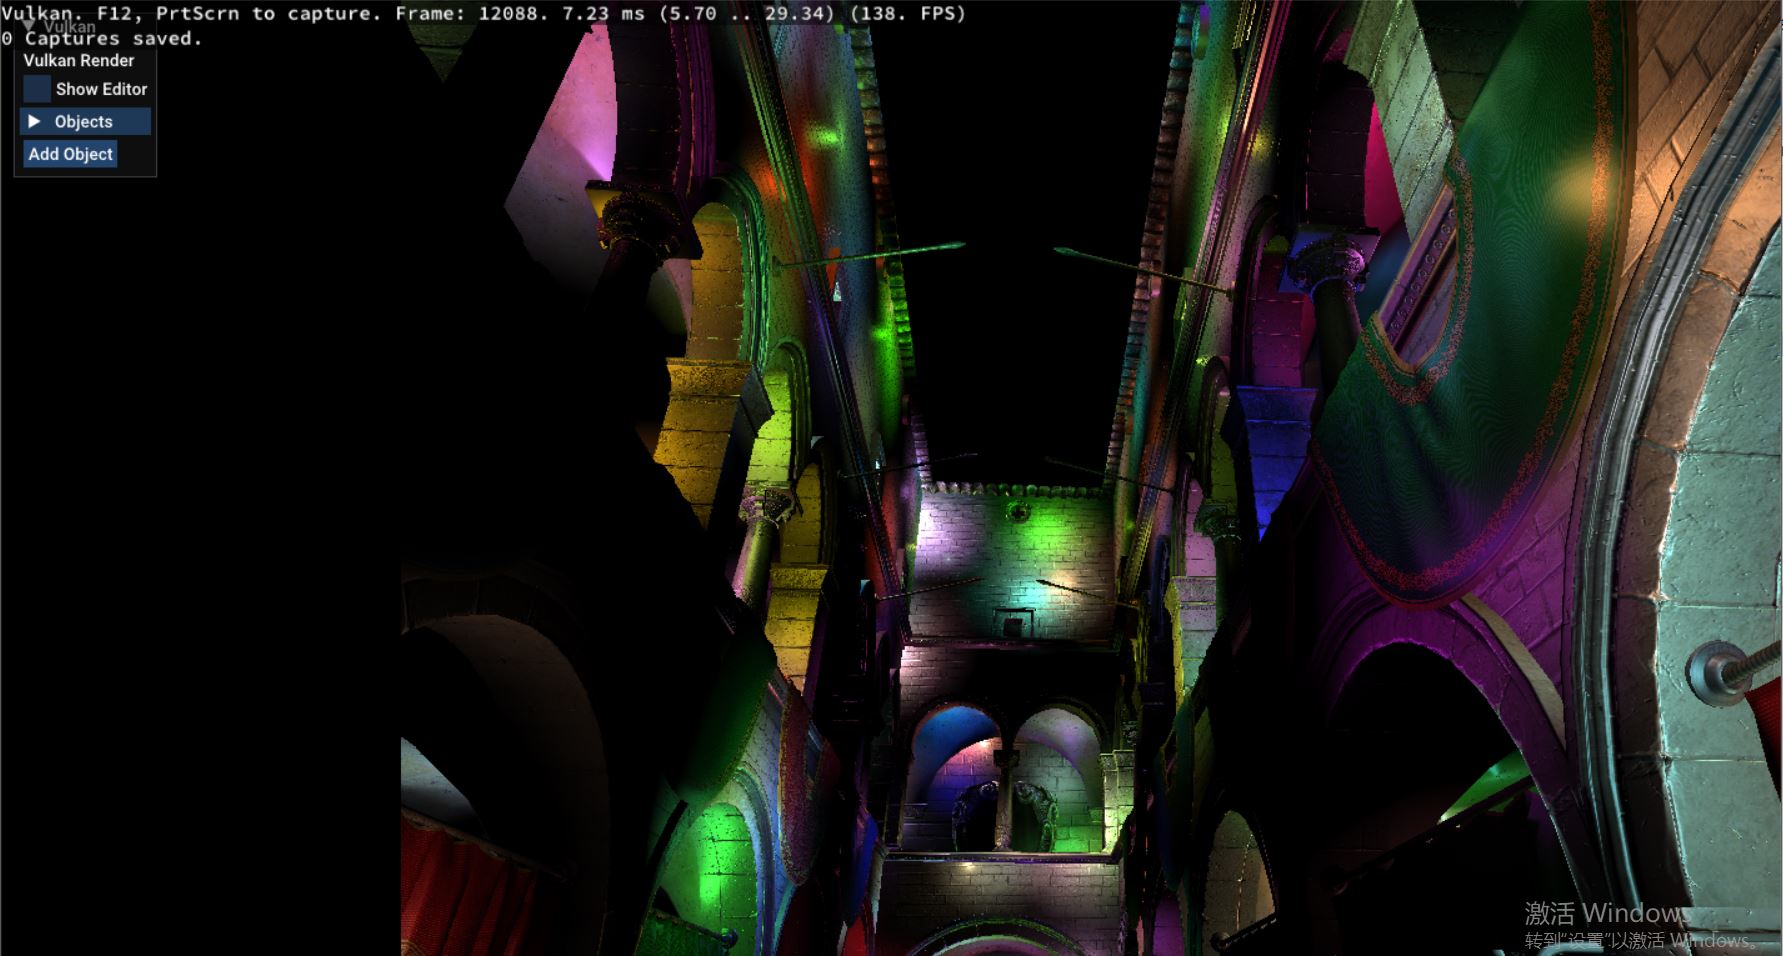 Vulkan. F12, PrtScrn to capture. Frame: 12088. 7.23 ms (5.70 .. 29.34) (138. FPS)
Vulkan
0 Captures saved.
Vulkan Render
Show Editor
Objects
Add Object
激活 Windows
转到"设置"以激活 Windows。